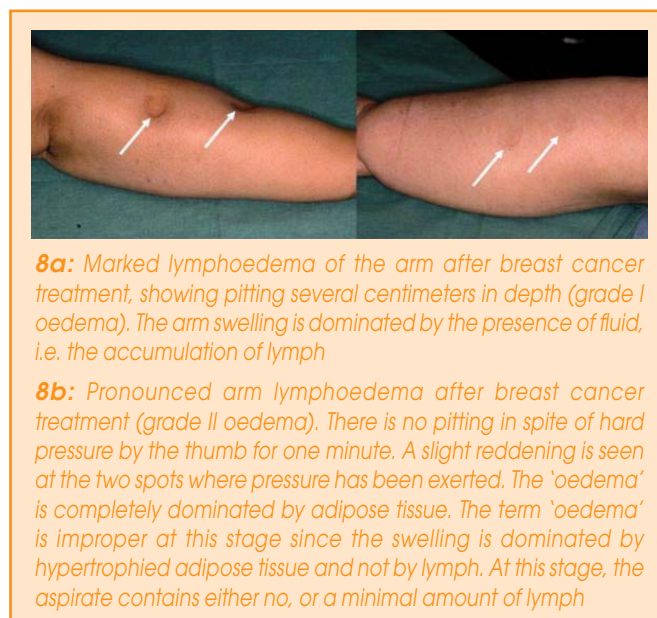 8a: Marked lymphoedema of the arm after breast cancer
treatment, showing pitting several centimeters in depth (grade I
oedema). The arm swelling is dominated by the presence of fluid,
i.e. the accumulation of lymph
8b: Pronounced arm lymphoedema after breast cancer
treatment (grade II oedema). There is no pitting in spite of hard
pressure by the thumb for one minute. A slight reddening is seen
at the two spots where pressure has been exerted. The ‘oedema’
is completely dominated by adipose tissue. The term ‘oedema’
is improper at this stage since the swelling is dominated by
hypertrophied adipose tissue and not by lymph. At this stage, the
aspirate contains either no, or a minimal amount of lymph